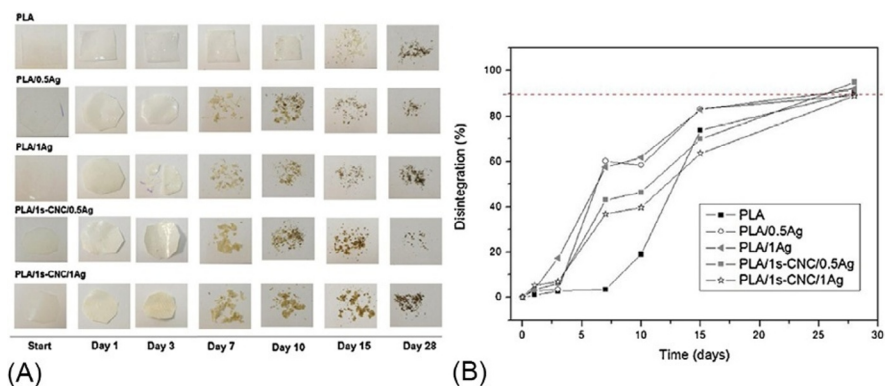 PLA
PLA/0.5Ag
PLA/1Ag
PLA/1s-CNC/0.5Ag
PLA/1s-CNC/1Ag
Start Day 1 Day 3 Day 7 Day 10 Day 15 Day 28
(A)
100
80
60
40
20
0
Disintegration (%)
PLA
PLA/0.5Ag
PLA/1Ag
PLA/1s-CNC/0.5Ag
PLA/1s-CNC/1Ag
0 5 10 15 20 25 30
Time (days)
(B)